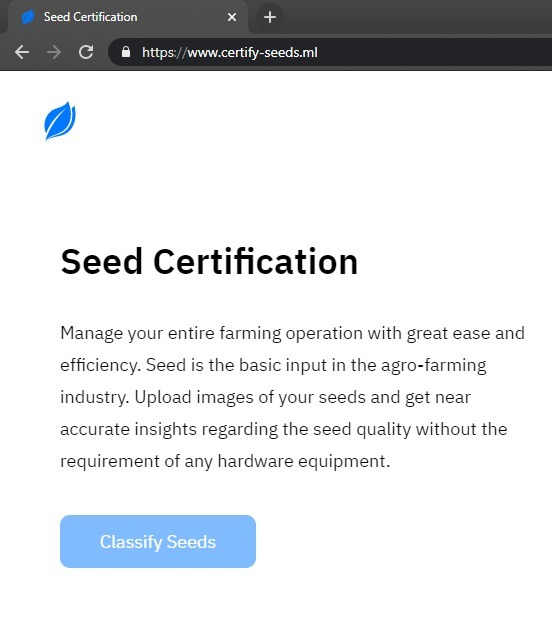 Seed Certification
https://www.certify-seeds.ml
Seed Certification
Manage your entire farming operation with great ease and
efficiency. Seed is the basic input in the agro-farming
industry. Upload images of your seeds and get near
accurate insights regarding the seed quality without the
requirement of any hardware equipment.
Classify Seeds